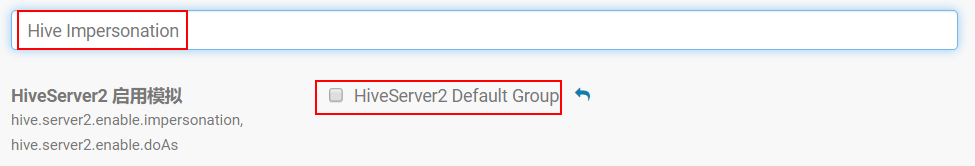 Hive Impersonation
HiveServer2 启用模拟
HiveServer2 Default Group
hive.server2.enable.impersonation,
hive.server2.enable.doAs